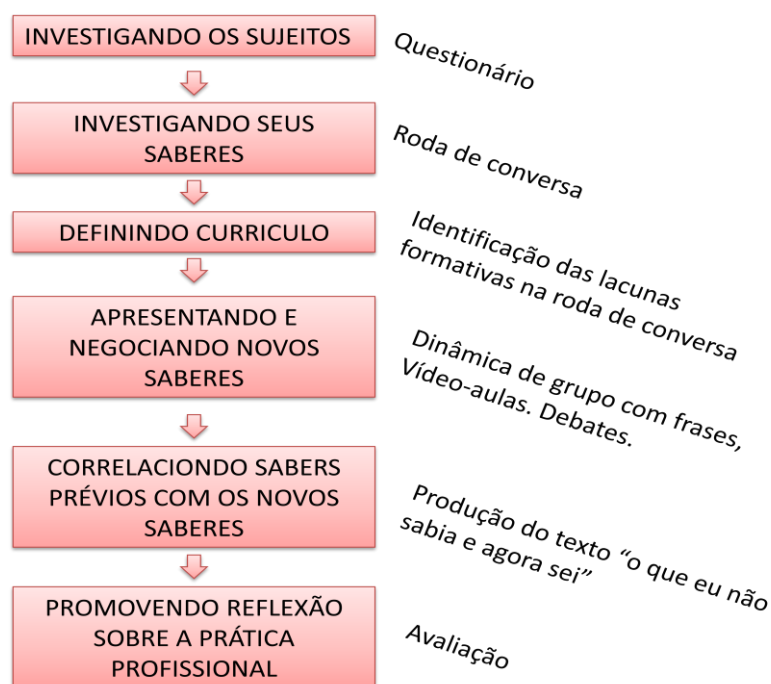 INVESTIGANDO OS SUJEITOS
Questionário
INVESTIGANDO SEUS
SABERES
Roda de conversa
DEFININDO CURRICULO
Identificação das lacunas
formativas na roda de conversa
APRESENTANDO E
NEGOCIANDO NOVOS
SABERES
Dinâmica de grupo com frases,
Vídeo-aulas. Debates.
CORRELACIONDO SABERS
PRÉVIOS COM OS NOVOS
SABERES
Produção do texto “o que eu não
sabia e agora sei”
PROMOVENDO REFLEXÃO
SOBRE A PRÁTICA
PROFISSIONAL
Avaliação